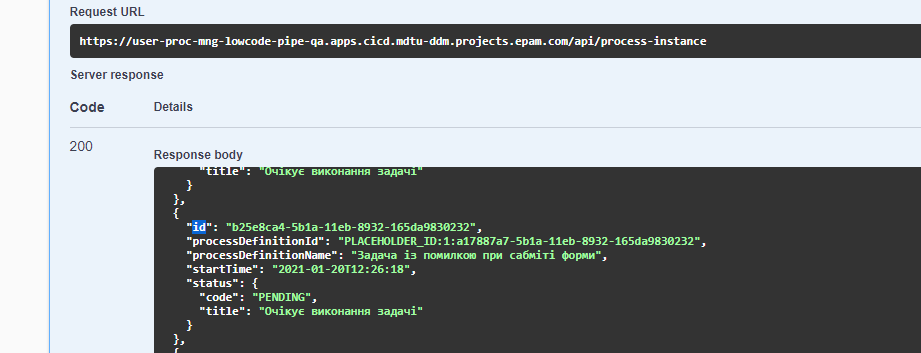 Request URL
https://user-proc-mng-lowcode-pipe-qa.apps.cicd.mdtu-ddm.projects.epam.com/api/process-instance
Server response
Code Details
200
Response body
"title": "Очікує виконання задачі"
}
},
{
"id": "b25e8ca4-5b1a-11eb-8932-165da9830232",
"processDefinitionId": "PLACEHOLDER_ID:1:a17887a7-5b1a-11eb-8932-165da9830232",
"processDefinitionName": "Задача із помилкою при сабміті форми",
"startTime": "2021-01-20T12:26:18",
"status": {
"code": "PENDING",
"title": "Очікує виконання задачі"
}
},
{